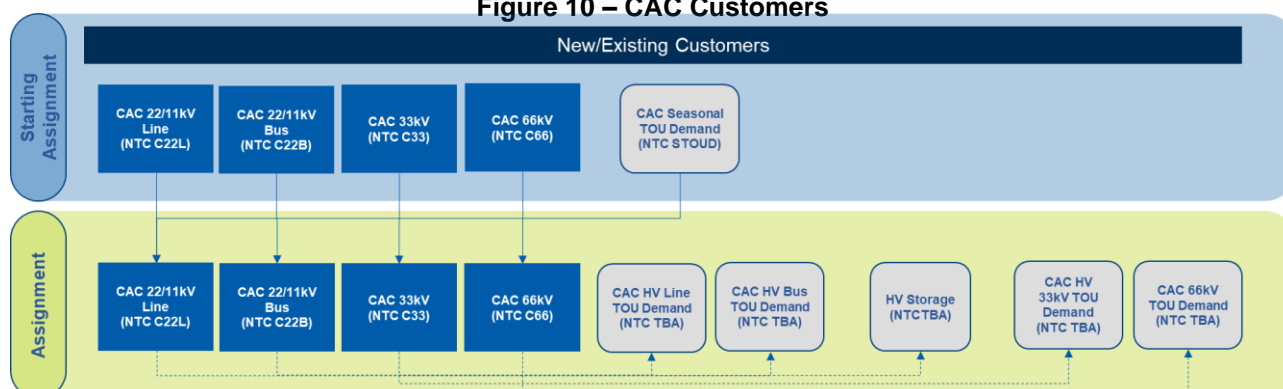 Figure 10 – CAC Customers
New/Existing Customers
Starting
Assignment
CAC 22/11kV
Line
(NTC C22L)
CAC 22/11kV
Bus
(NTC C22B)
CAC 33kV
(NTC C33)
CAC 66kV
(NTC C66)
CAC Seasonal
TOU Demand
(NTC STOUD)
Assignment
CAC 22/11kV
Line
(NTC C22L)
CAC 22/11kV
Bus
(NTC C22B)
CAC 33kV
(NTC C33)
CAC 66kV
(NTC C66)
CAC HV Line
TOU Demand
(NTC TBA)
CAC HV Bus
TOU Demand
(NTC TBA)
HV Storage
(NTCTBA)
CAC HV
33kV TOU
Demand
(NTC TBA)
CAC 66kV
TOU Demand
(NTC TBA)